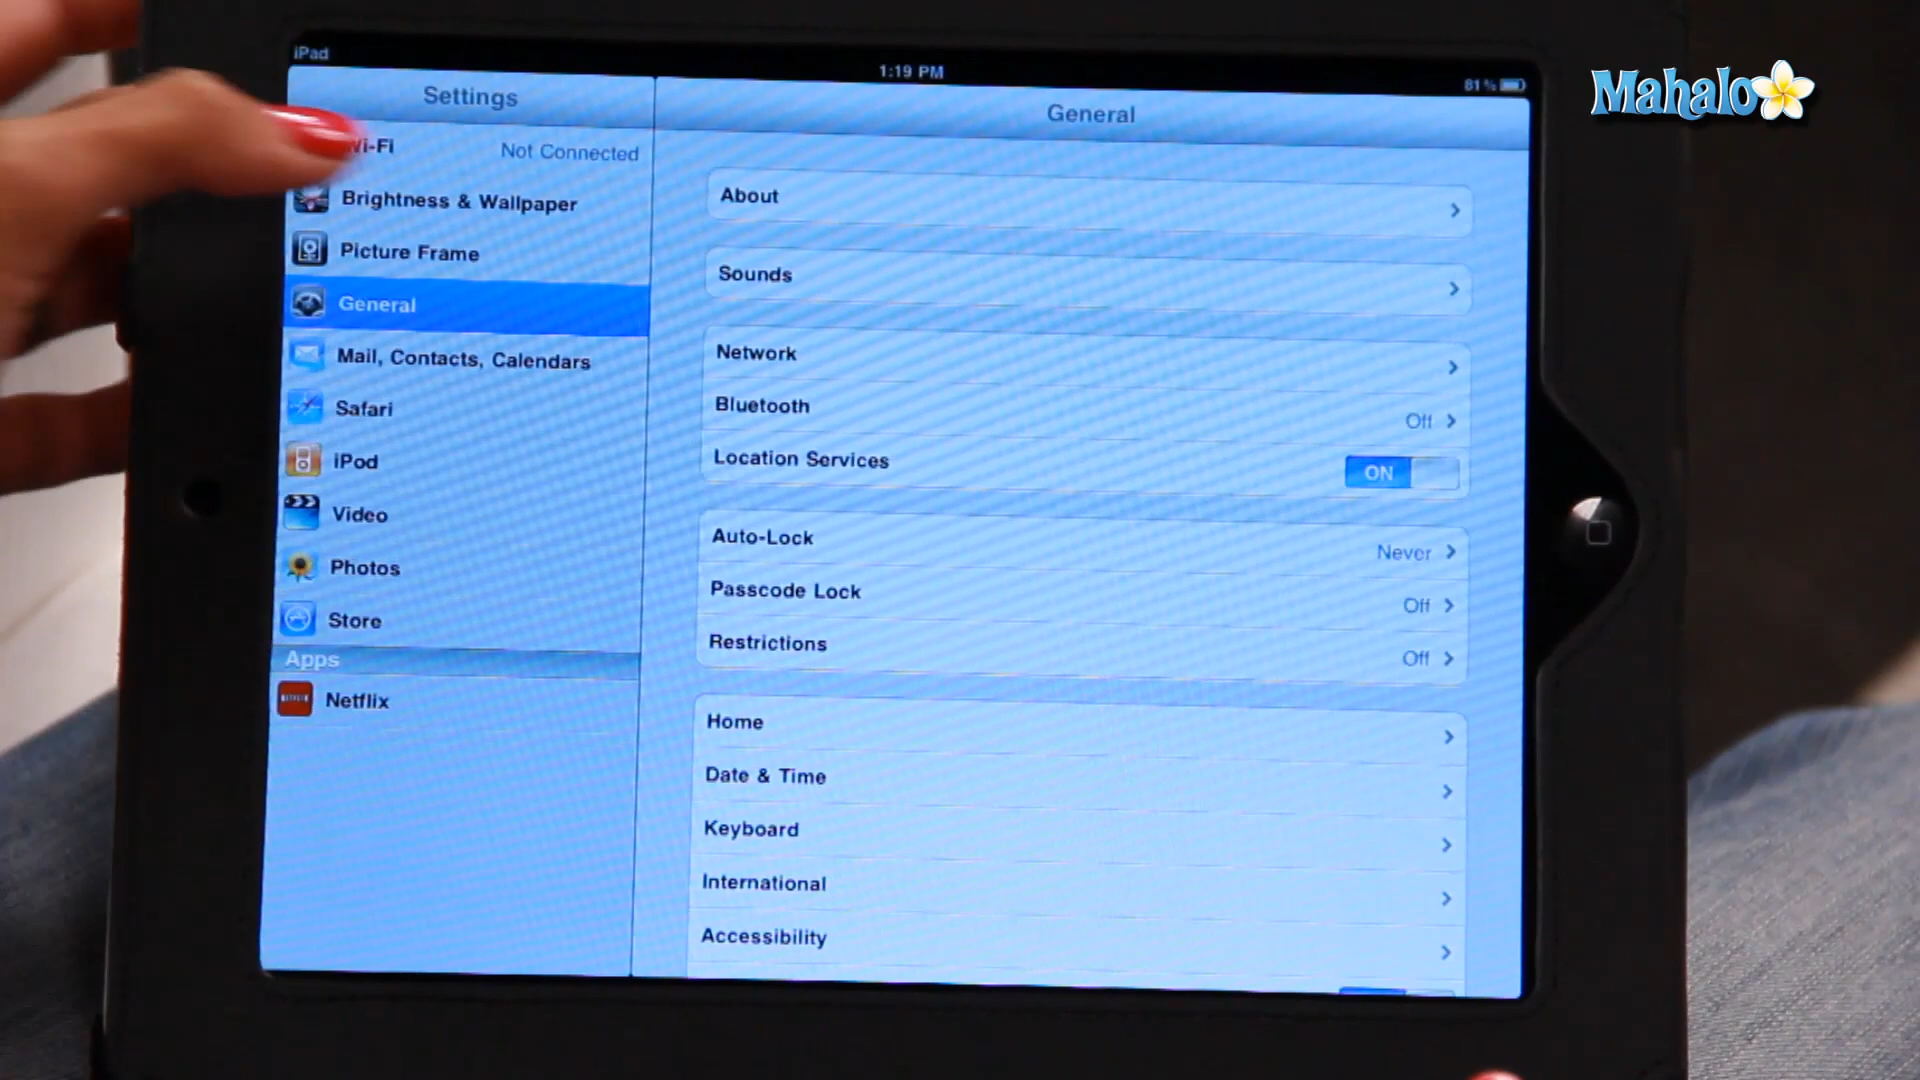 iPad
1:19 PM
81%
Mahalo
Settings
General
Wi-Fi Not Connected
Brightness & Wallpaper
Picture Frame
General
Mail, Contacts, Calendars
Safari
iPod
Video
Photos
Store
Apps
Netflix
About
Sounds
Network
Bluetooth Off
Location Services ON
Auto-Lock Never
Passcode Lock Off
Restrictions Off
Home
Date & Time
Keyboard
International
Accessibility